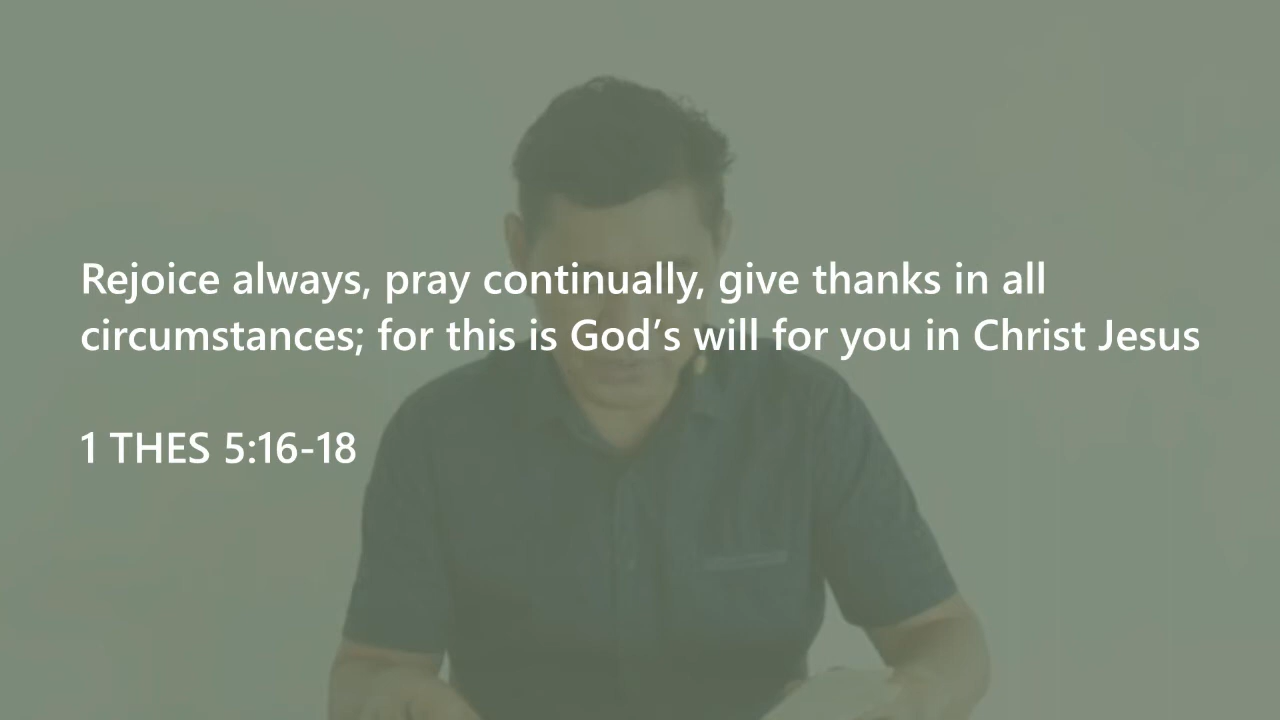 Rejoice always, pray continually, give thanks in all
circumstances; for this is God’s will for you in Christ Jesus
1 THES 5:16-18